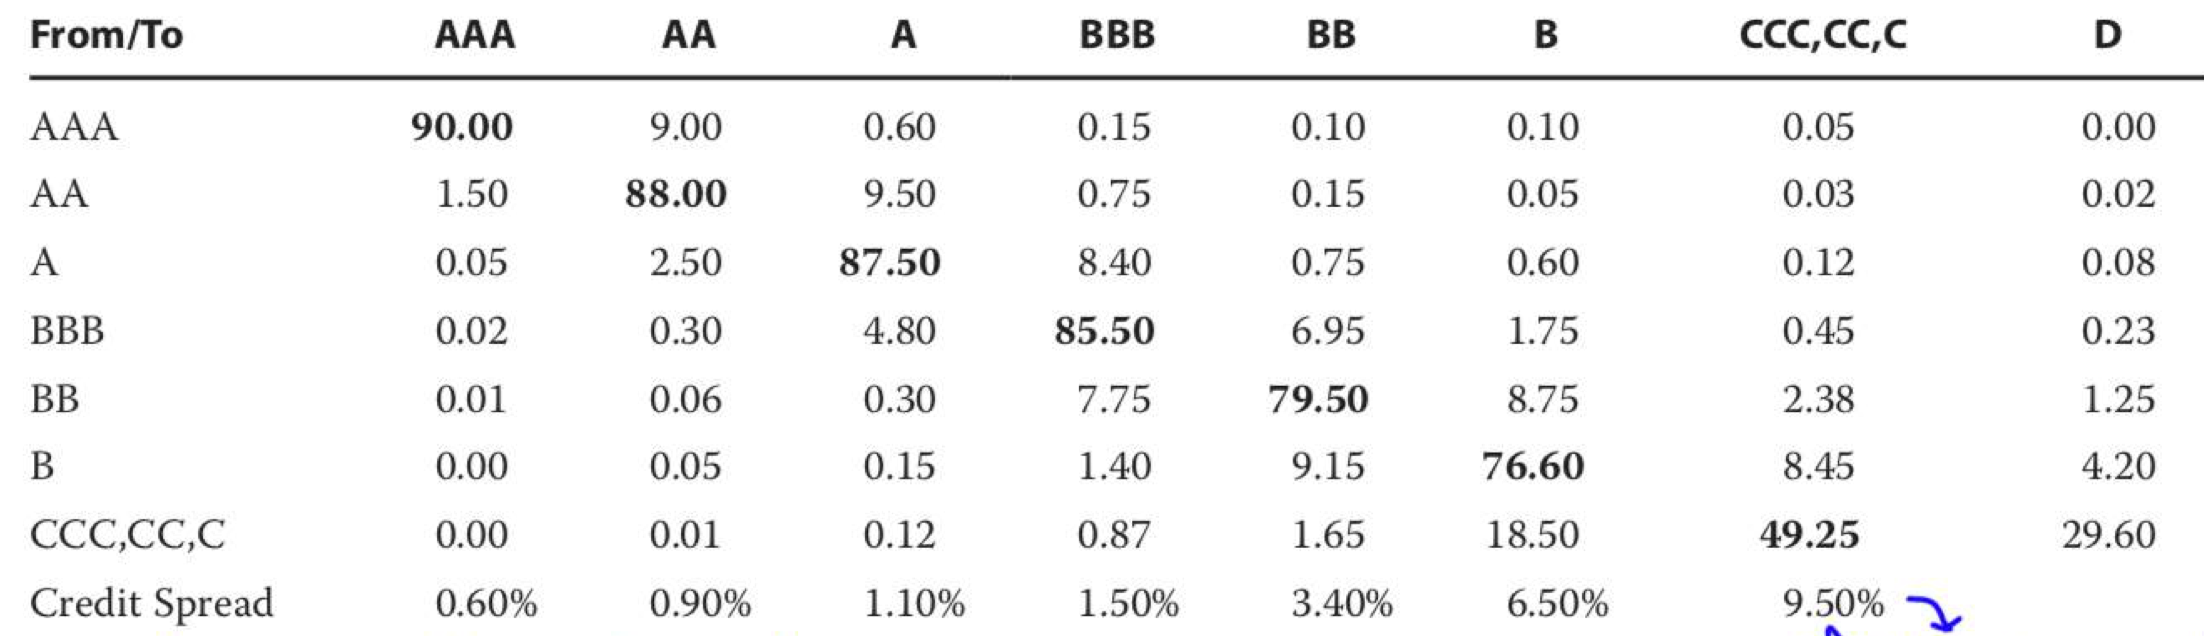 From/To AAA AA A BBB BB B CCC,CC,C D
AAA 90.00 9.00 0.60 0.15 0.10 0.10 0.05 0.00
AA 1.50 88.00 9.50 0.75 0.15 0.05 0.03 0.02
A 0.05 2.50 87.50 8.40 0.75 0.60 0.12 0.08
BBB 0.02 0.30 4.80 85.50 6.95 1.75 0.45 0.23
BB 0.01 0.06 0.30 7.75 79.50 8.75 2.38 1.25
B 0.00 0.05 0.15 1.40 9.15 76.60 8.45 4.20
CCC,CC,C 0.00 0.01 0.12 0.87 1.65 18.50 49.25 29.60
Credit Spread 0.60% 0.90% 1.10% 1.50% 3.40% 6.50% 9.50%